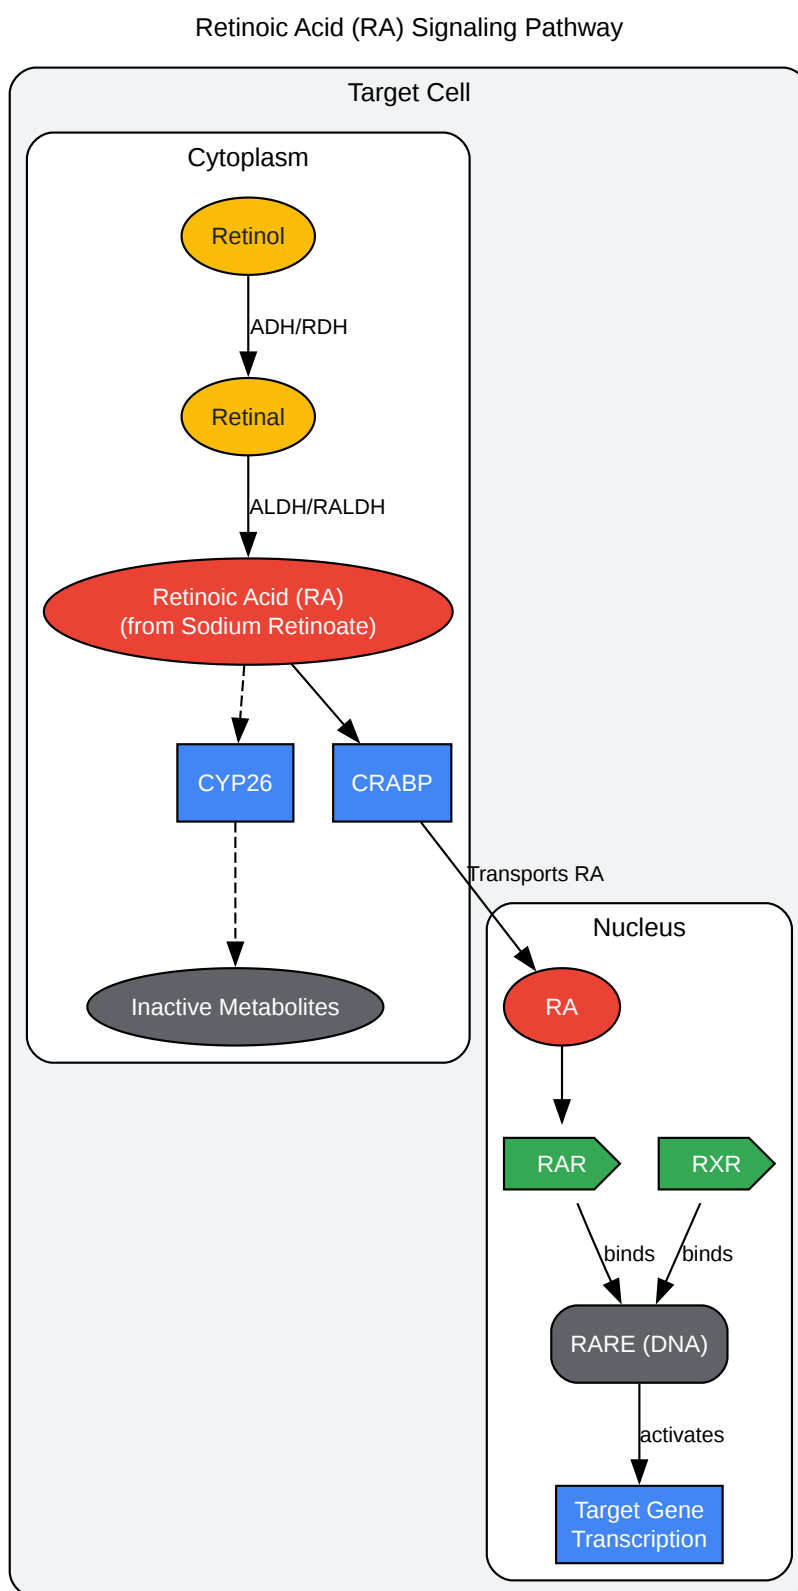 Retinoic Acid (RA) Signaling Pathway
Target Cell
Cytoplasm
Retinol
ADH/RDH
Retinal
ALDH/RALDH
Retinoic Acid (RA)
(from Sodium Retinoate)
CYP26
CRABP
Transports RA
Nucleus
Inactive Metabolites
RA
RAR
RXR
binds
binds
RARE (DNA)
activates
Target Gene
Transcription